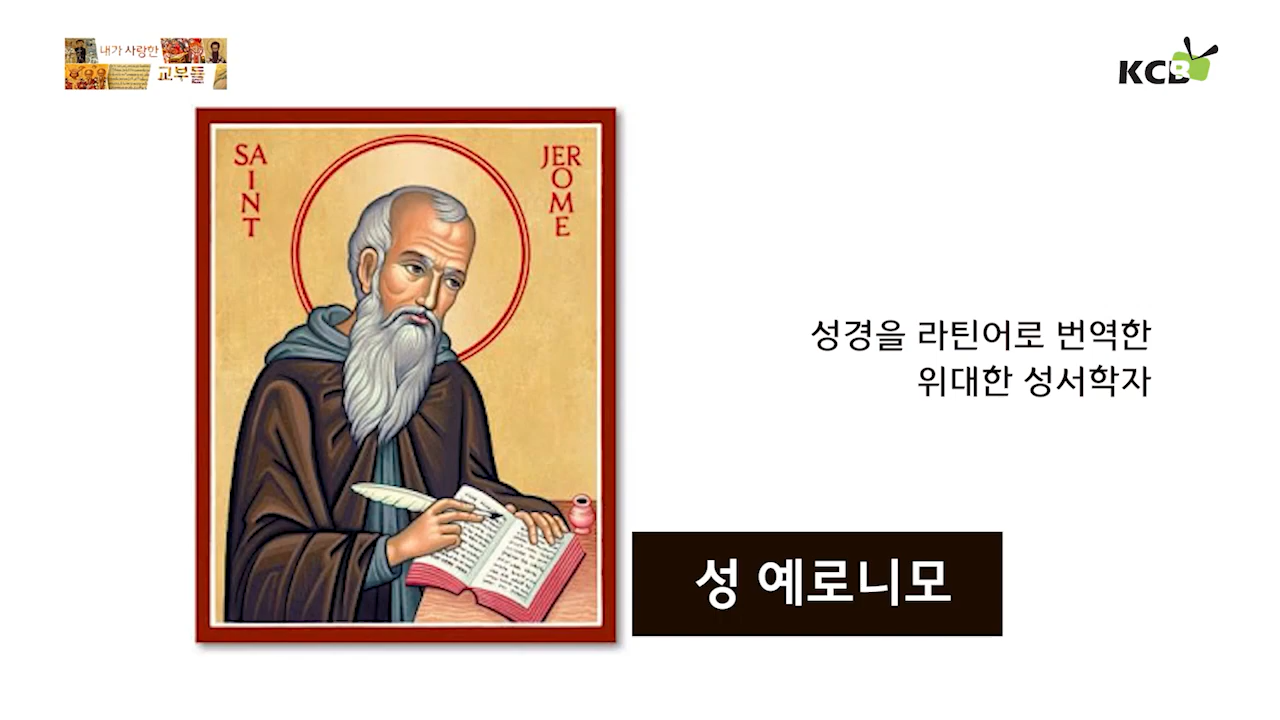 내가 사랑한
교부들
KCB
SAINT
JEROME
성경을 라틴어로 번역한
위대한 성서학자
성 예로니모